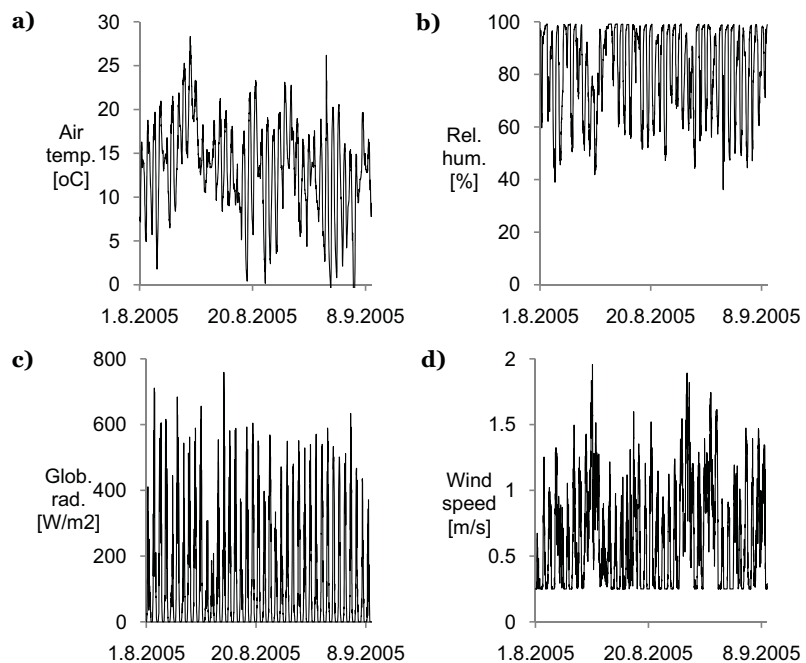 a)
30
25
20
15
10
5
0
Air
temp.
[oC]
1.8.2005 20.8.2005 8.9.2005
b)
100
80
60
40
20
0
Rel.
hum.
[%]
1.8.2005 20.8.2005 8.9.2005
c)
800
600
400
200
0
Glob.
rad.
[W/m2]
1.8.2005 20.8.2005 8.9.2005
d)
2
1.5
1
0.5
0
Wind
speed
[m/s]
1.8.2005 20.8.2005 8.9.2005